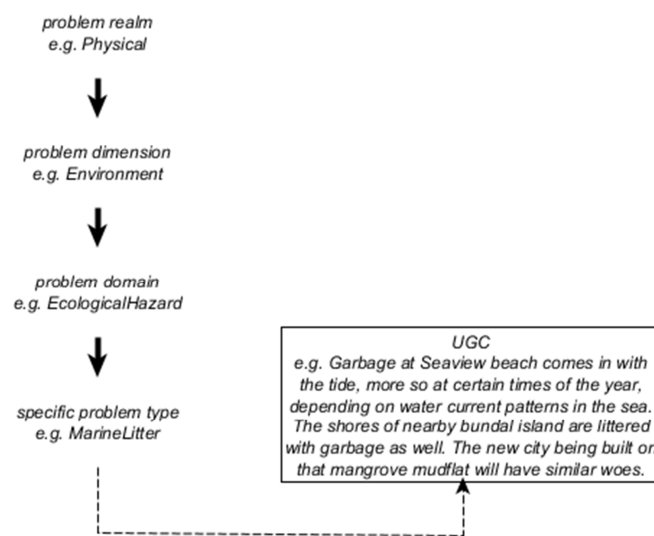 problem realm
e.g. Physical
problem dimension
e.g. Environment
problem domain
e.g. EcologicalHazard
specific problem type
e.g. MarineLitter
UGC
e.g. Garbage at Seaview beach comes in with
the tide, more so at certain times of the year,
depending on water current patterns in the sea.
The shores of nearby bundal island are littered
with garbage as well. The new city being built on
that mangrove mudflat will have similar woes.